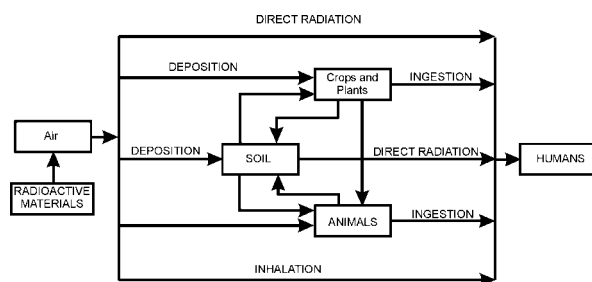 DIRECT RADIATION
DEPOSITION
Crops and
Plants
INGESTION
Air
DEPOSITION
SOIL
DIRECT RADIATION
HUMANS
RADIOACTIVE
MATERIALS
ANIMALS
INGESTION
INHALATION